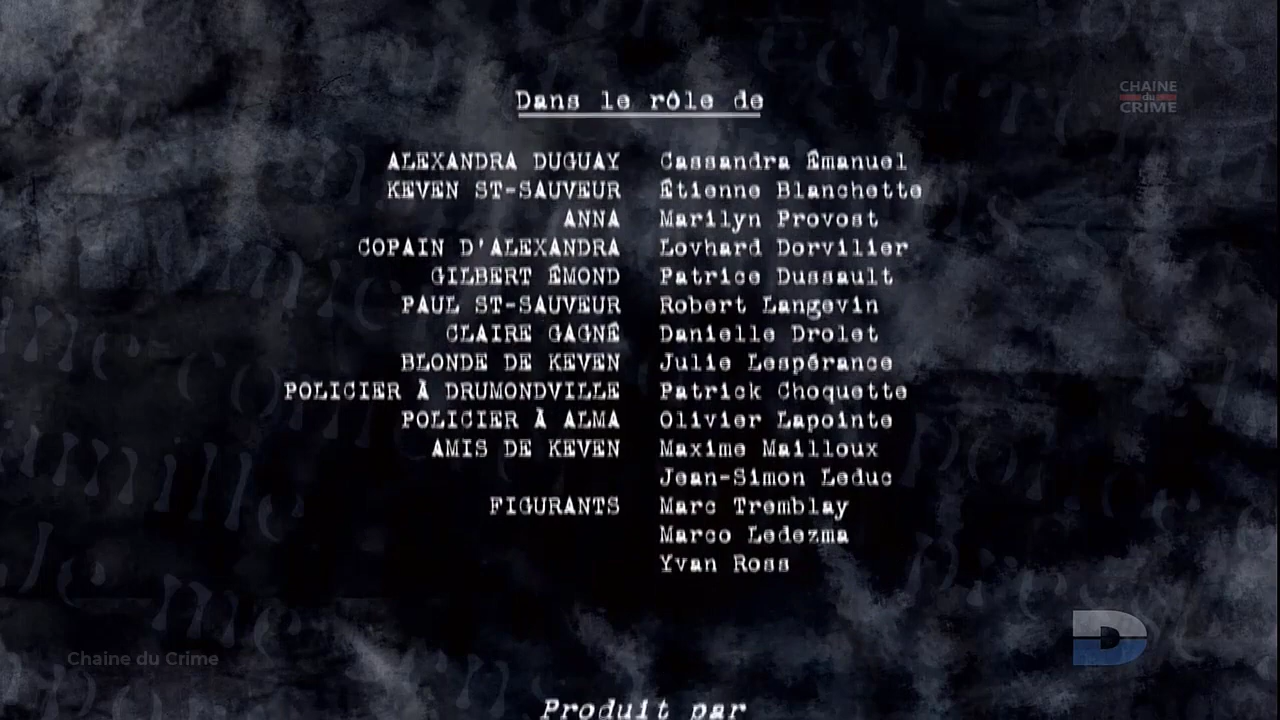 Dans le rôle de
CHAINE
du
CRIME
ALEXANDRA DUGUAY Cassandra Émanuel
KEVEN ST-SAUVEUR Étienne Blanchette
ANNA Marilyn Provost
COPAIN D'ALEXANDRA Lovhard Dorvilier
GILBERT ÉMOND Patrice Dussault
PAUL ST-SAUVEUR Robert Langevin
CLAIRE GAGNÉ Danielle Drolet
BLONDE DE KEVEN Julie Lespérance
POLICIER À DRUMONDVILLE Patrick Choquette
POLICIER À ALMA Olivier Lapointe
AMIS DE KEVEN Maxime Mailloux
Jean-Simon Leduc
FIGURANTS Marc Tremblay
Marco Ledezma
Yvan Ross
D
Chaine du Crime
Produit par